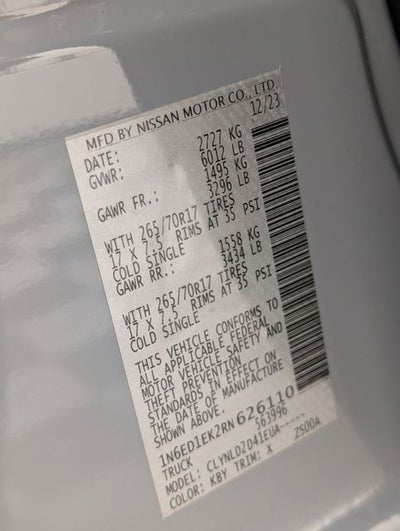 MFD BY NISSAN MOTOR CO., LTD
DATE: 12/23
GVWR: 2727 KG
6012 LB
GAWR FR.: 1495 KG
3296 LB
WITH 265/70R17 TIRES
17 X 7.5 RIMS AT 35 PSI
COLD SINGLE
GAWR RR.: 1558 KG
3434 LB
WITH 265/70R17 TIRES
17 X 7.5 RIMS AT 35 PSI
COLD SINGLE
THIS VEHICLE CONFORMS TO
ALL APPLICABLE FEDERAL
MOTOR VEHICLE SAFETY AND
THEFT PREVENTION
STANDARDS IN EFFECT ON
THE DATE OF MANUFACTURE
SHOWN ABOVE.
1N6ED1EK2RN626110
TRUCK 563996
MODEL: CLYNLD2D41EUA-----
COLOR: KBY TRIM: X Z500A